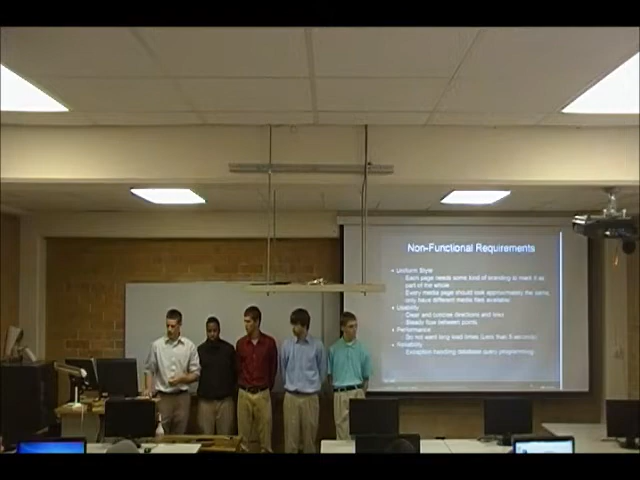 Non-Functional Requirements
Uniform Style
Each page needs some kind of branding to mark it as
part of the whole
Every media page should look approximately the same,
only have different media files available
Usability
Clear and concise directions and links
Steady flow between points
Performance
Do not want long load times (Less than 5 seconds)
Reliability
Exception handling database query programming